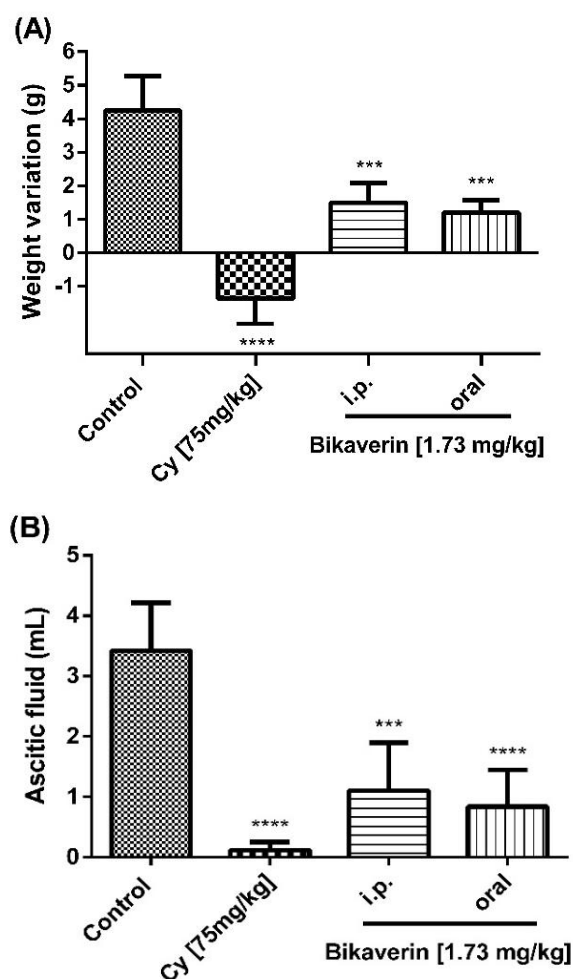 (A)
Weight variation (g)
6
5
4
3
2
1
0
-1
***
***
****
Control
Cy [75mg/kg]
i.p.
oral
Bikaverin [1.73 mg/kg]
(B)
Ascitic fluid (mL)
5
4
3
2
1
0
****
***
****
Control
Cy [75mg/kg]
i.p.
oral
Bikaverin [1.73 mg/kg]